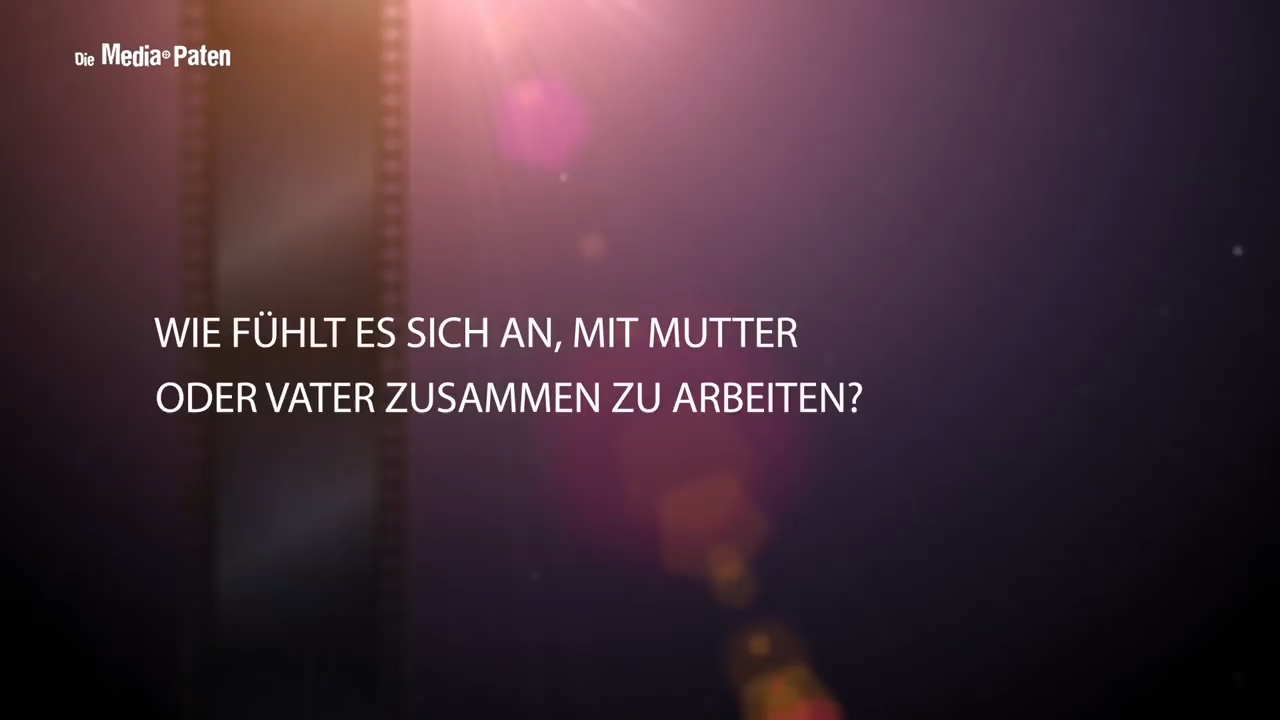 Die Media Paten
WIE FÜHLT ES SICH AN, MIT MUTTER
ODER VATER ZUSAMMEN ZU ARBEITEN?